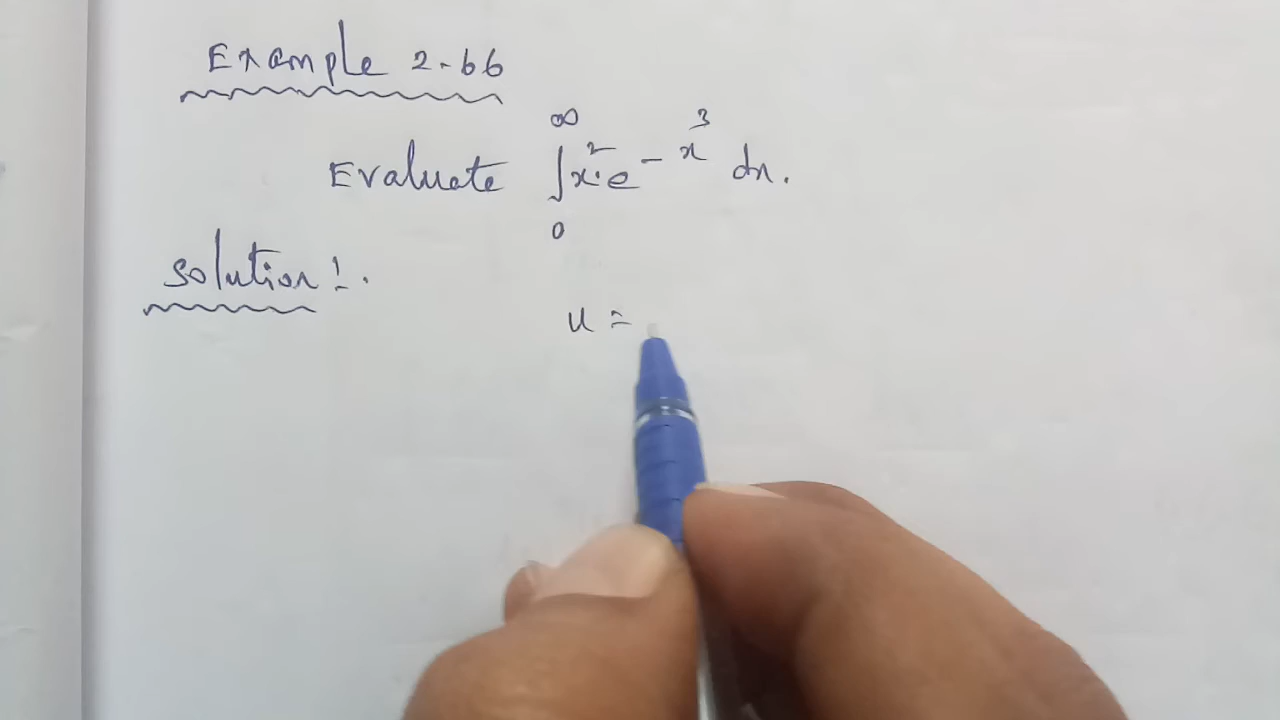 Example 2.66
Evaluate ∫₀^∞ x² · e^{-x³} dx.
Solution:.
u =